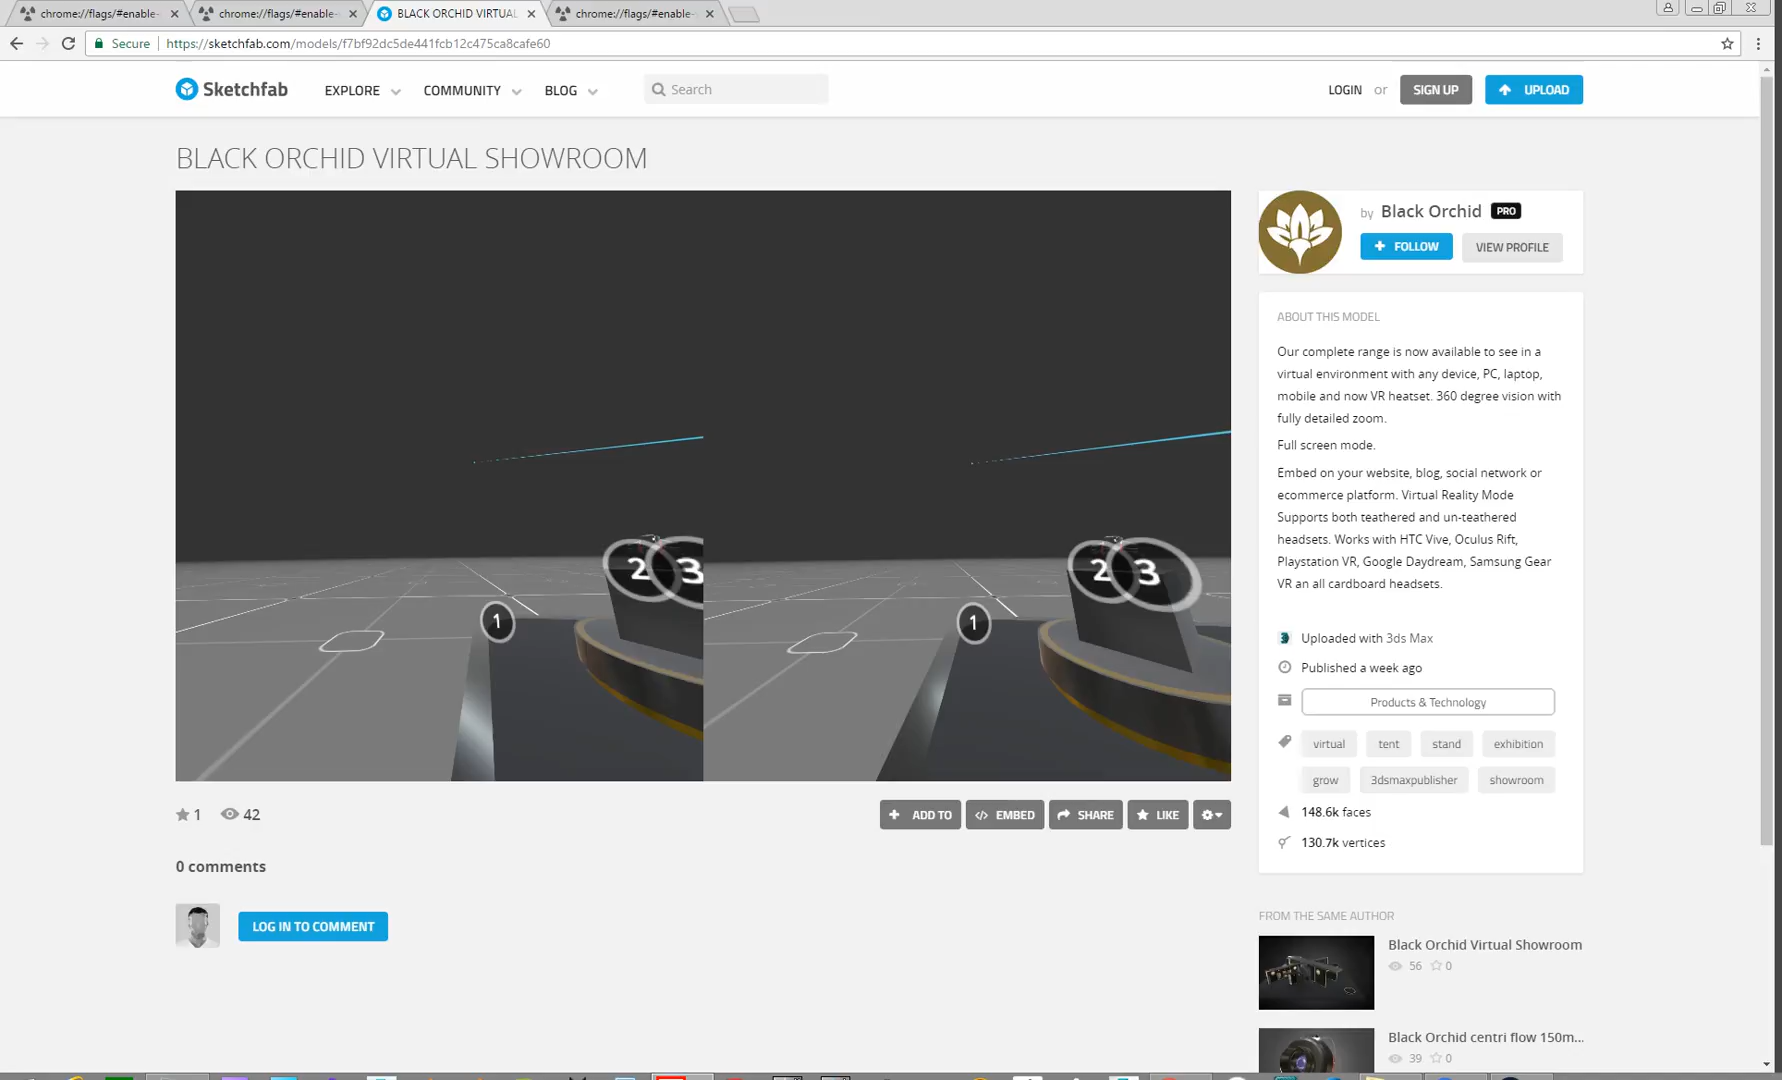 chrome://flags/#enable-
chrome://flags/#enable-
BLACK ORCHID VIRTUAL
chrome://flags/#enable-
Secure
https://sketchfab.com/models/f7bf92dc5de441fcb12c475ca8cafe60
Sketchfab
EXPLORE
COMMUNITY
BLOG
Search
LOGIN or
SIGN UP
UPLOAD
BLACK ORCHID VIRTUAL SHOWROOM
2
3
1
2
3
1
by Black Orchid PRO
FOLLOW
VIEW PROFILE
ABOUT THIS MODEL
Our complete range is now available to see in a
virtual environment with any device, PC, laptop,
mobile and now VR heatset. 360 degree vision with
fully detailed zoom.
Full screen mode.
Embed on your website, blog, social network or
ecommerce platform. Virtual Reality Mode
Supports both teathered and un-teathered
headsets. Works with HTC Vive, Oculus Rift,
Playstation VR, Google Daydream, Samsung Gear
VR an all cardboard headsets.
Uploaded with 3ds Max
Published a week ago
Products & Technology
virtual
tent
stand
exhibition
grow
3dsmaxpublisher
showroom
148.6k faces
130.7k vertices
1
42
ADD TO
EMBED
SHARE
LIKE
0 comments
LOG IN TO COMMENT
FROM THE SAME AUTHOR
Black Orchid Virtual Showroom
56
0
Black Orchid centri flow 150m...
39
0